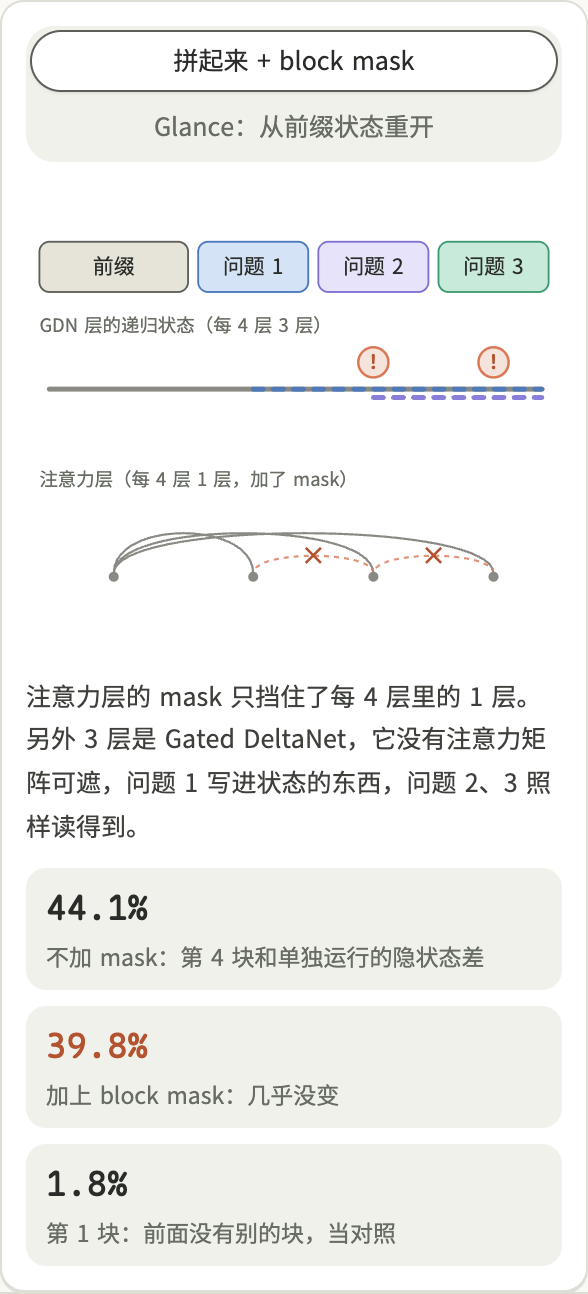 拼起来 + block mask
Glance：从前缀状态重开
前缀
问题 1
问题 2
问题 3
GDN 层的递归状态（每 4 层 3 层）
!
!
注意力层（每 4 层 1 层，加了 mask）
注意力层的 mask 只挡住了每 4 层里的 1 层。
另外 3 层是 Gated DeltaNet，它没有注意力矩
阵可遮，问题 1 写进状态的东西，问题 2、3 照
样读得到。
44.1%
不加 mask：第 4 块和单独运行的隐状态差
39.8%
加上 block mask：几乎没变
1.8%
第 1 块：前面没有别的块，当对照